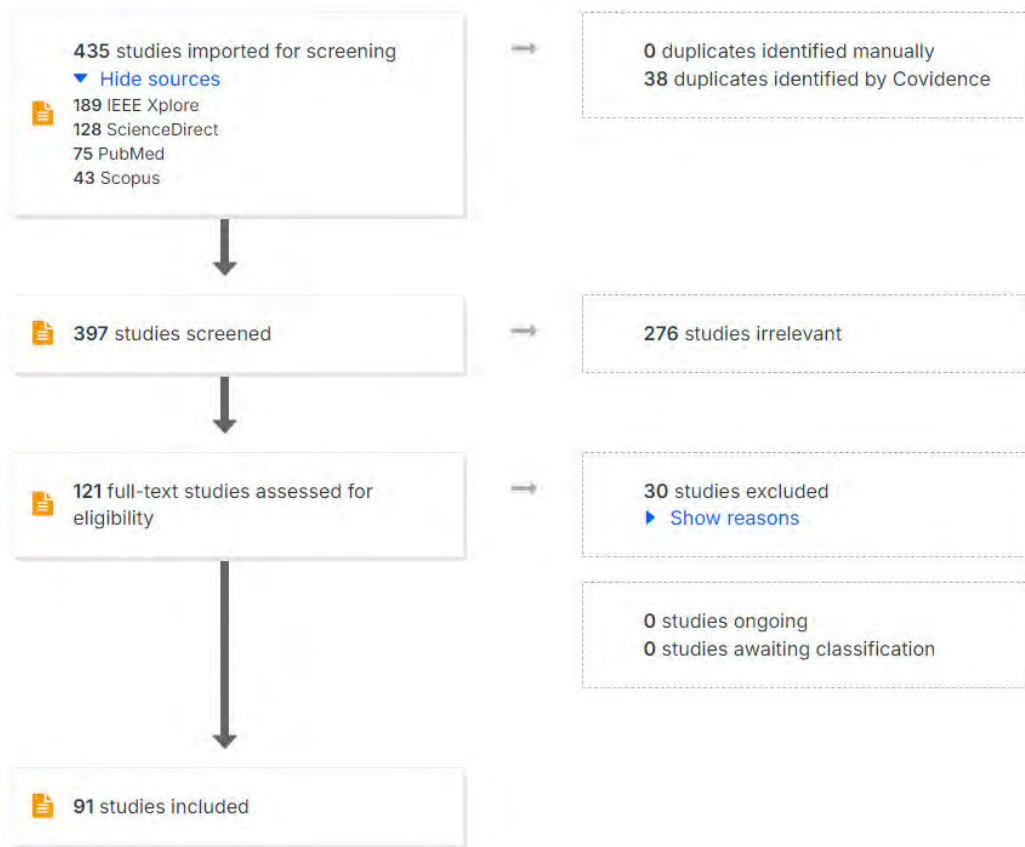 435 studies imported for screening
Hide sources
189 IEEE Xplore
128 ScienceDirect
75 PubMed
43 Scopus
0 duplicates identified manually
38 duplicates identified by Covidence
397 studies screened
276 studies irrelevant
121 full-text studies assessed for
eligibility
30 studies excluded
Show reasons
0 studies ongoing
0 studies awaiting classification
91 studies included